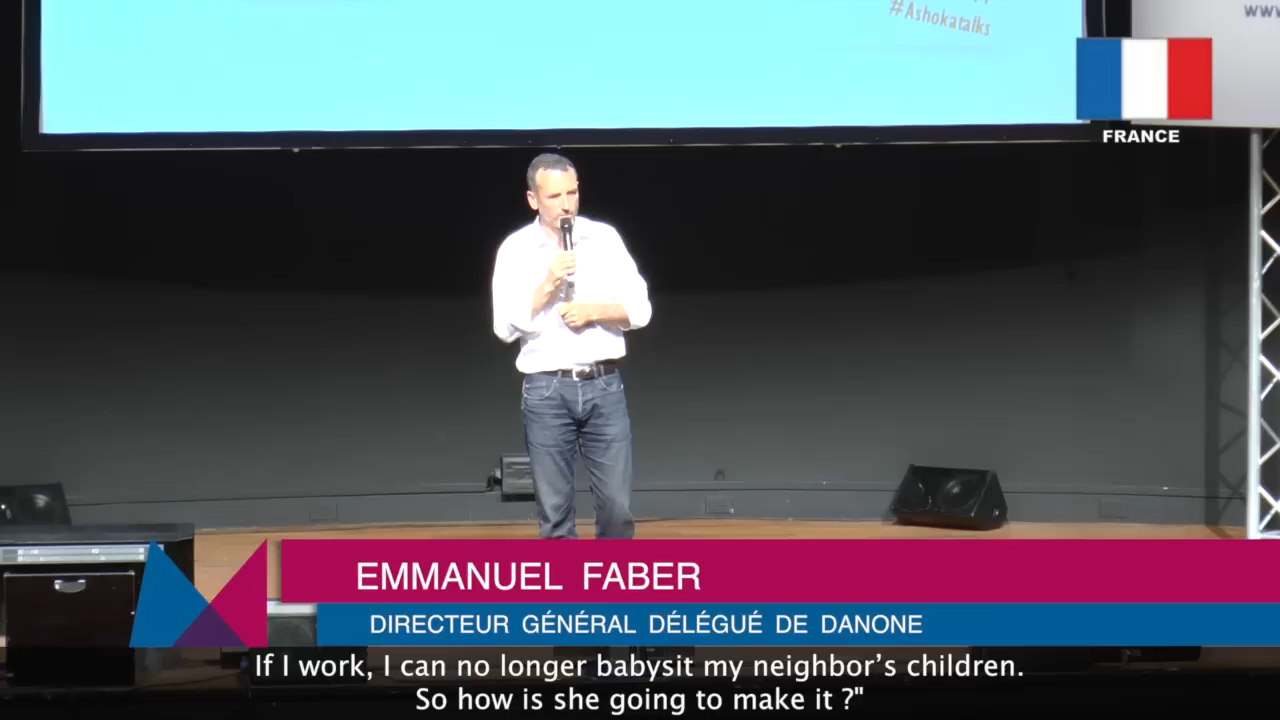 #Ashokatalks
www
FRANCE
EMMANUEL FABER
DIRECTEUR GÉNÉRAL DÉLÉGUÉ DE DANONE
If I work, I can no longer babysit my neighbor's children.
So how is she going to make it ?"